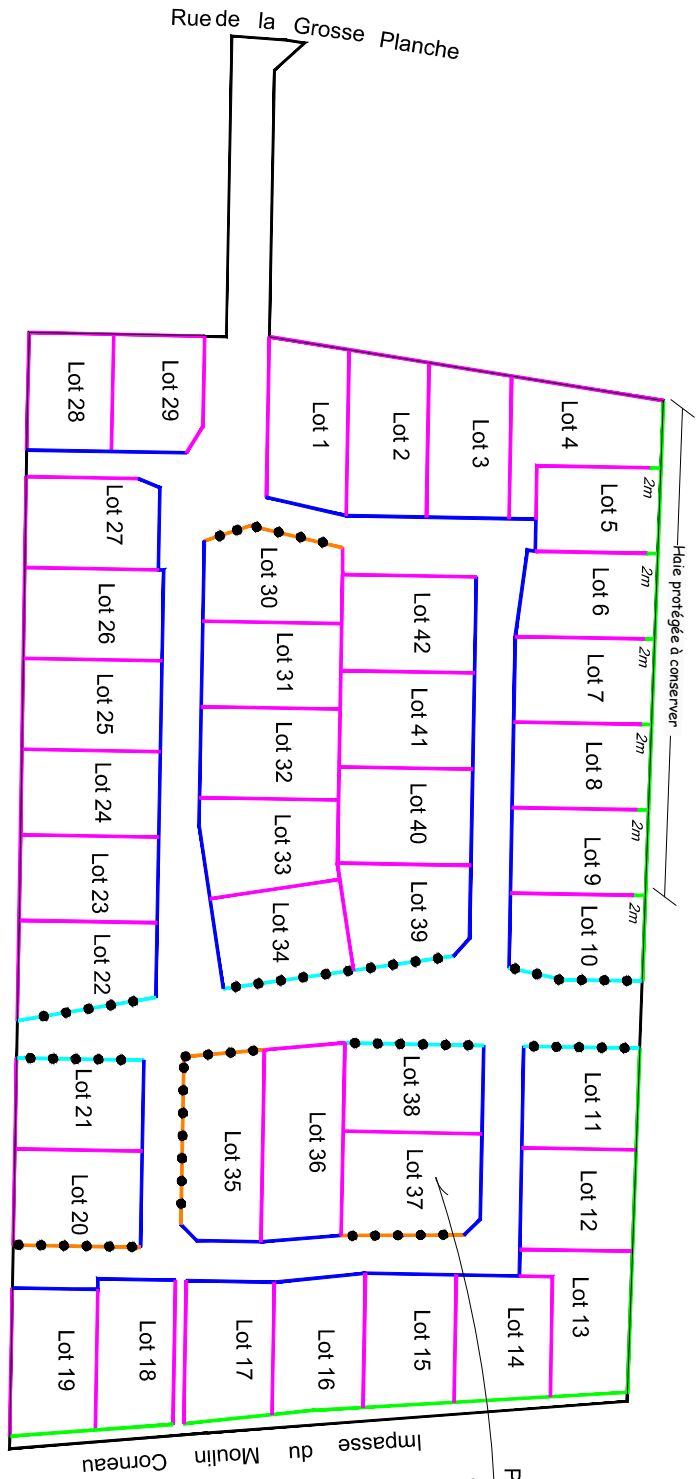 Rue de la Grosse Planche
Lot 28
Lot 29
Lot 1
Lot 2
Lot 3
Lot 4
Lot 5
2m
Lot 6
2m
Lot 7
2m
Lot 8
2m
Lot 9
2m
Lot 10
2m
Haie protégée à conserver
Lot 27
Lot 26
Lot 25
Lot 24
Lot 23
Lot 22
Lot 30
Lot 31
Lot 32
Lot 33
Lot 34
Lot 42
Lot 41
Lot 40
Lot 39
Lot 21
Lot 20
Lot 35
Lot 36
Lot 38
Lot 37
Lot 11
Lot 12
Lot 13
Lot 19
Lot 18
Lot 17
Lot 16
Lot 15
Lot 14
Impasse du Moulin Corneau
P